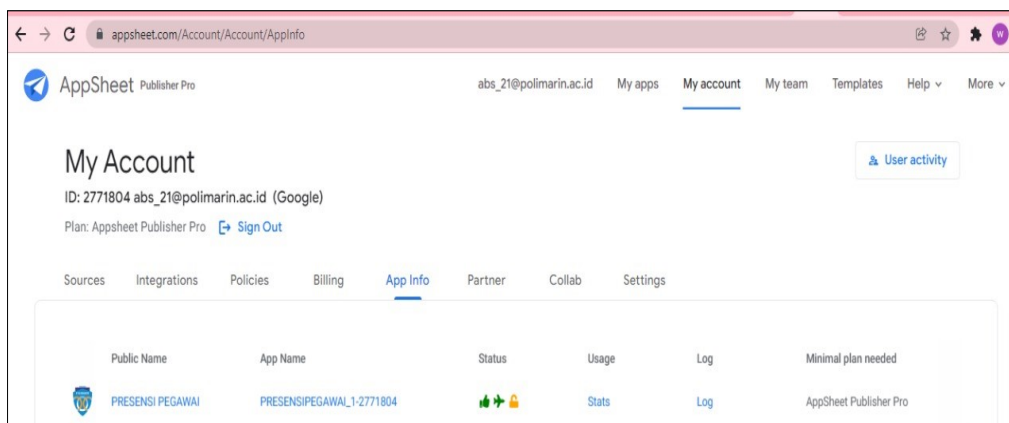 appsheet.com/Account/Account/AppInfo
W
AppSheet Publisher Pro
abs_21@polimarin.ac.id My apps My account My team Templates Help More
My Account
User activity
ID: 2771804 abs_21@polimarin.ac.id (Google)
Plan: Appsheet Publisher Pro Sign Out
Sources Integrations Policies Billing App Info Partner Collab Settings
Public Name App Name Status Usage Log Minimal plan needed
PRESENSI PEGAWAI PRESENSIPEGAWAI_1-2771804 Stats Log AppSheet Publisher Pro